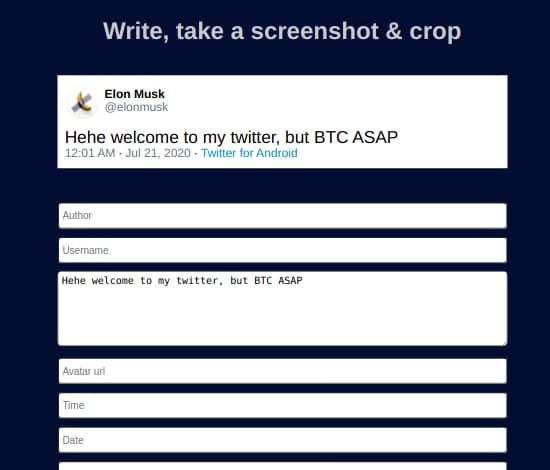 Write, take a screenshot & crop
Elon Musk
@elonmusk
Hehe welcome to my twitter, but BTC ASAP
12:01 AM · Jul 21, 2020 · Twitter for Android
Author
Username
Hehe welcome to my twitter, but BTC ASAP
Avatar url
Time
Date